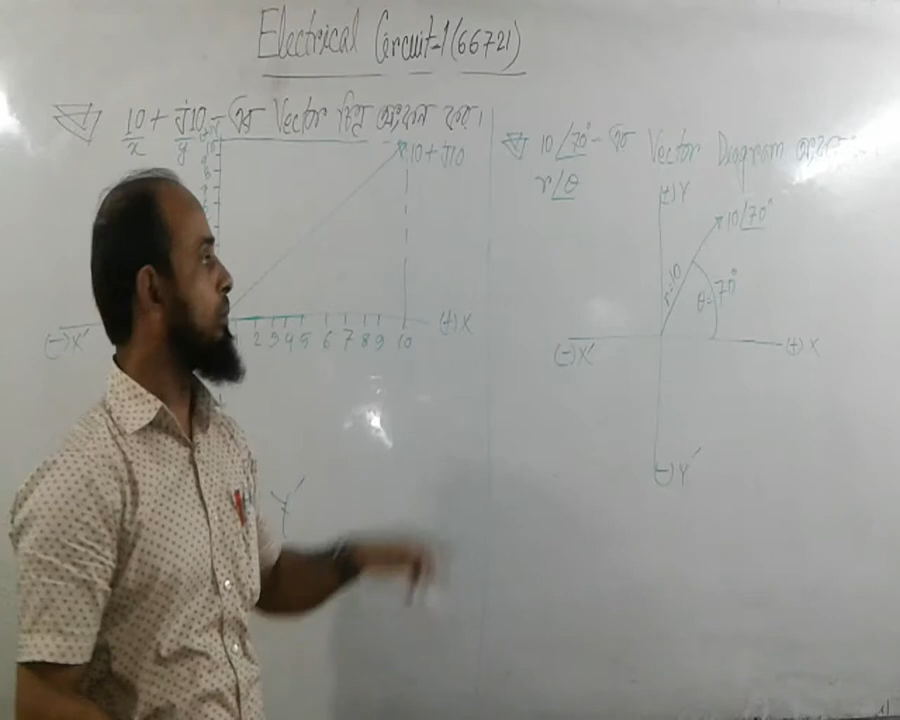 Electrical Circuit-1(66721)
10 + j10 - এর Vector চিত্র অংকন কর।
x y
10+j10
(-)X' 2 3 4 5 6 7 8 9 10 (+)X
Y'
10∠70° - এর Vector Diagram অংকন
r∠θ
(+)Y
10∠70°
r=10
θ=70°
(-)X' (+)X
(-)Y'